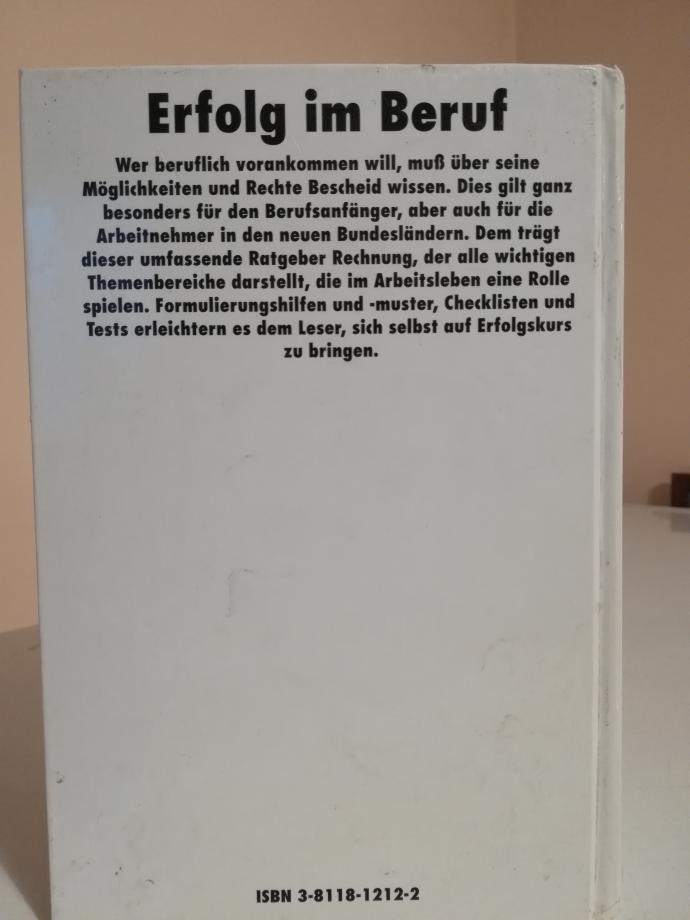 Erfolg im Beruf
Wer beruflich vorankommen will, muß über seine
Möglichkeiten und Rechte Bescheid wissen. Dies gilt ganz
besonders für den Berufsanfänger, aber auch für die
Arbeitnehmer in den neuen Bundesländern. Dem trägt
dieser umfassende Ratgeber Rechnung, der alle wichtigen
Themenbereiche darstellt, die im Arbeitsleben eine Rolle
spielen. Formulierungshilfen und -muster, Checklisten und
Tests erleichtern es dem Leser, sich selbst auf Erfolgskurs
zu bringen.
ISBN 3-8118-1212-2